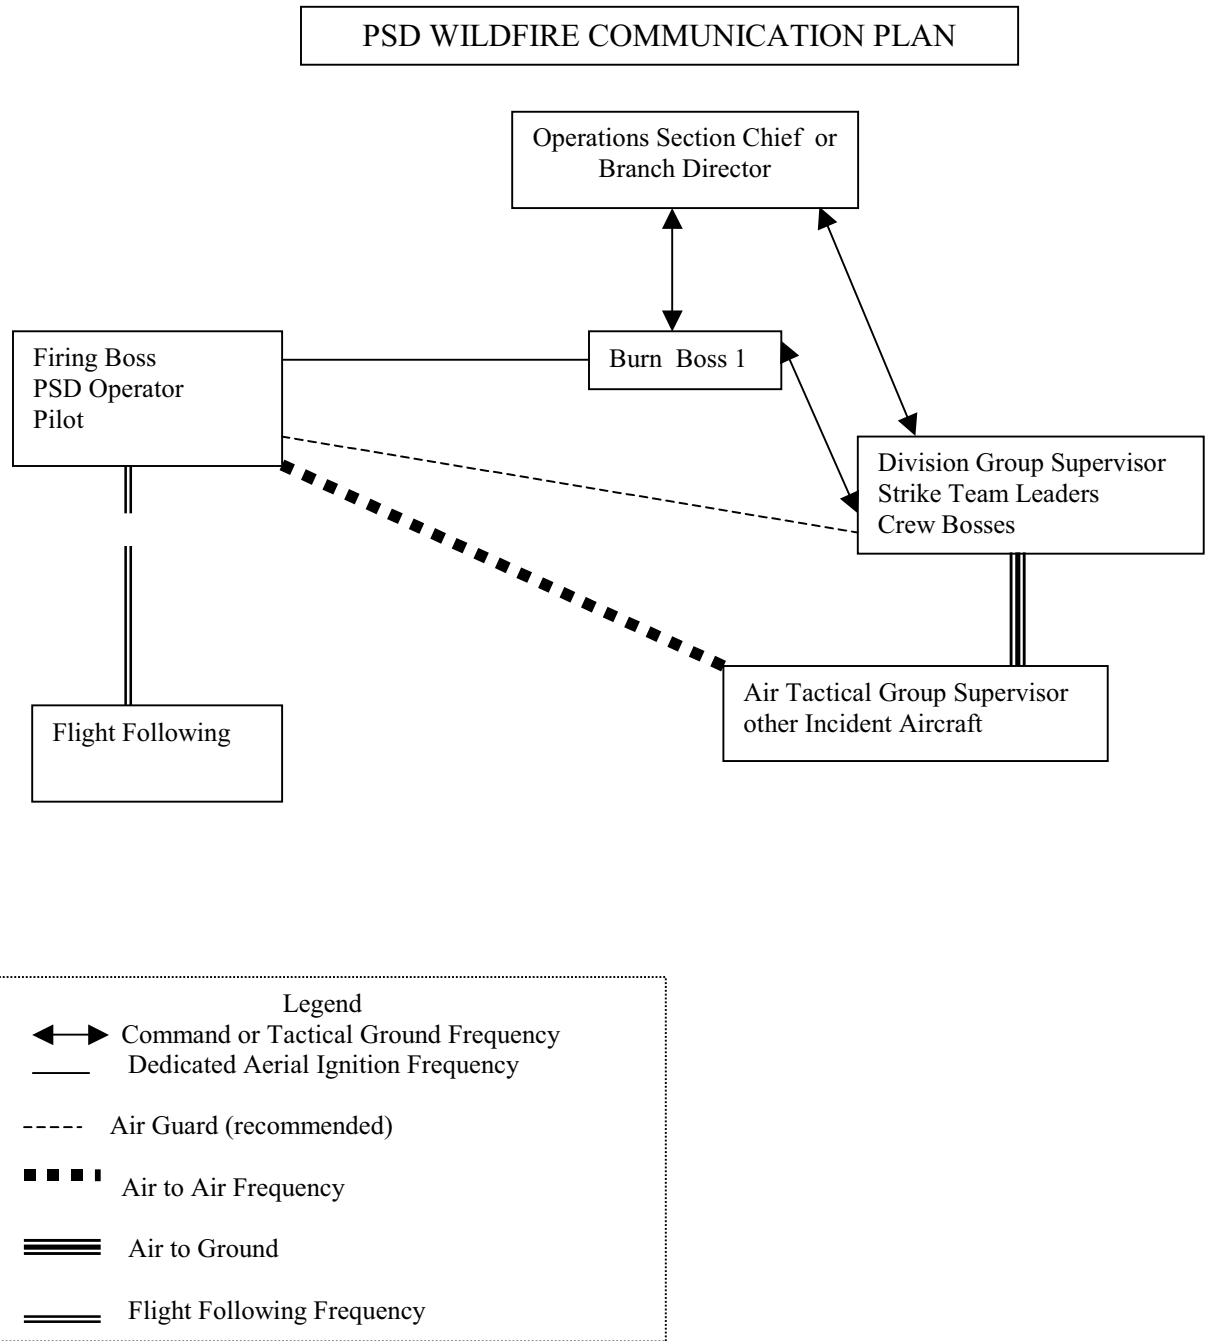 PSD WILDFIRE COMMUNICATION PLAN
Operations Section Chief or
Branch Director
Firing Boss
PSD Operator
Pilot
Burn Boss 1
Division Group Supervisor
Strike Team Leaders
Crew Bosses
Air Tactical Group Supervisor
other Incident Aircraft
Flight Following
Legend
Command or Tactical Ground Frequency
Dedicated Aerial Ignition Frequency
Air Guard (recommended)
Air to Air Frequency
Air to Ground
Flight Following Frequency